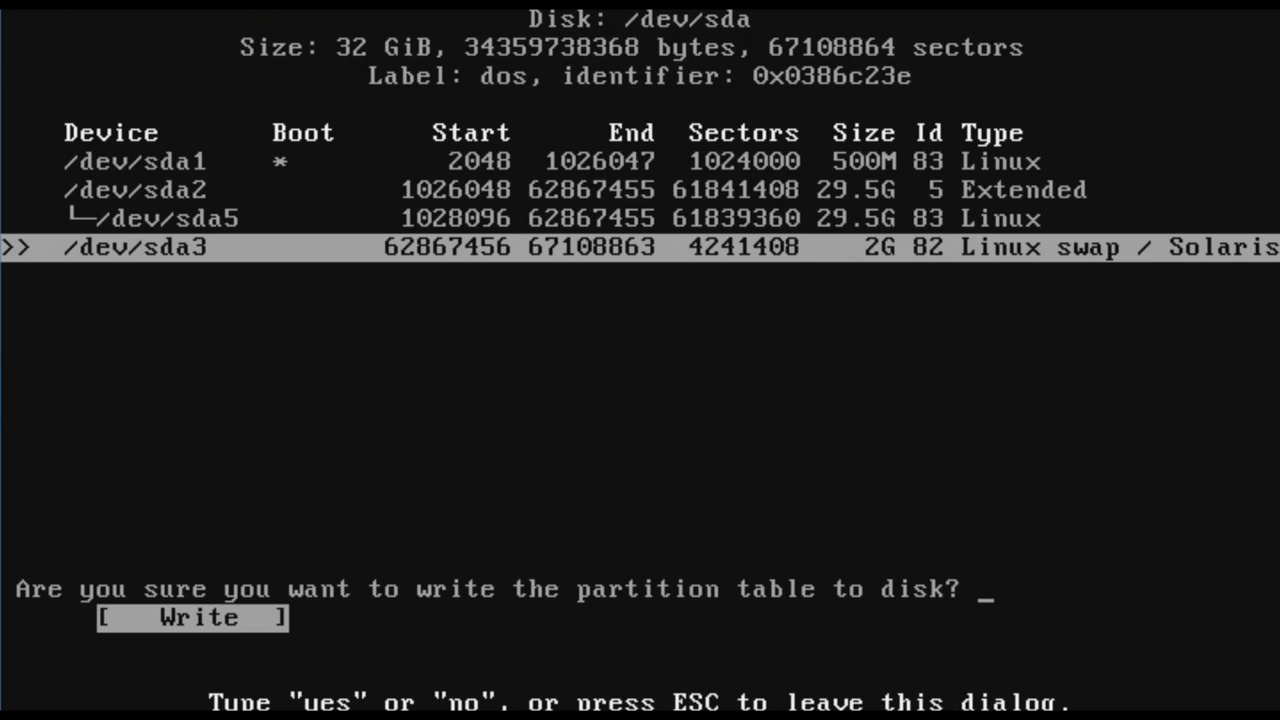 Disk: /dev/sda
Size: 32 GiB, 34359738368 bytes, 67108864 sectors
Label: dos, identifier: 0x0386c23e
Device Boot Start End Sectors Size Id Type
/dev/sda1 * 2048 1026047 1024000 500M 83 Linux
/dev/sda2 1026048 62867455 61841408 29.5G 5 Extended
└─/dev/sda5 1028096 62867455 61839360 29.5G 83 Linux
>> /dev/sda3 62867456 67108863 4241408 2G 82 Linux swap / Solaris
Are you sure you want to write the partition table to disk? _
[ Write ]
Type "yes" or "no", or press ESC to leave this dialog.